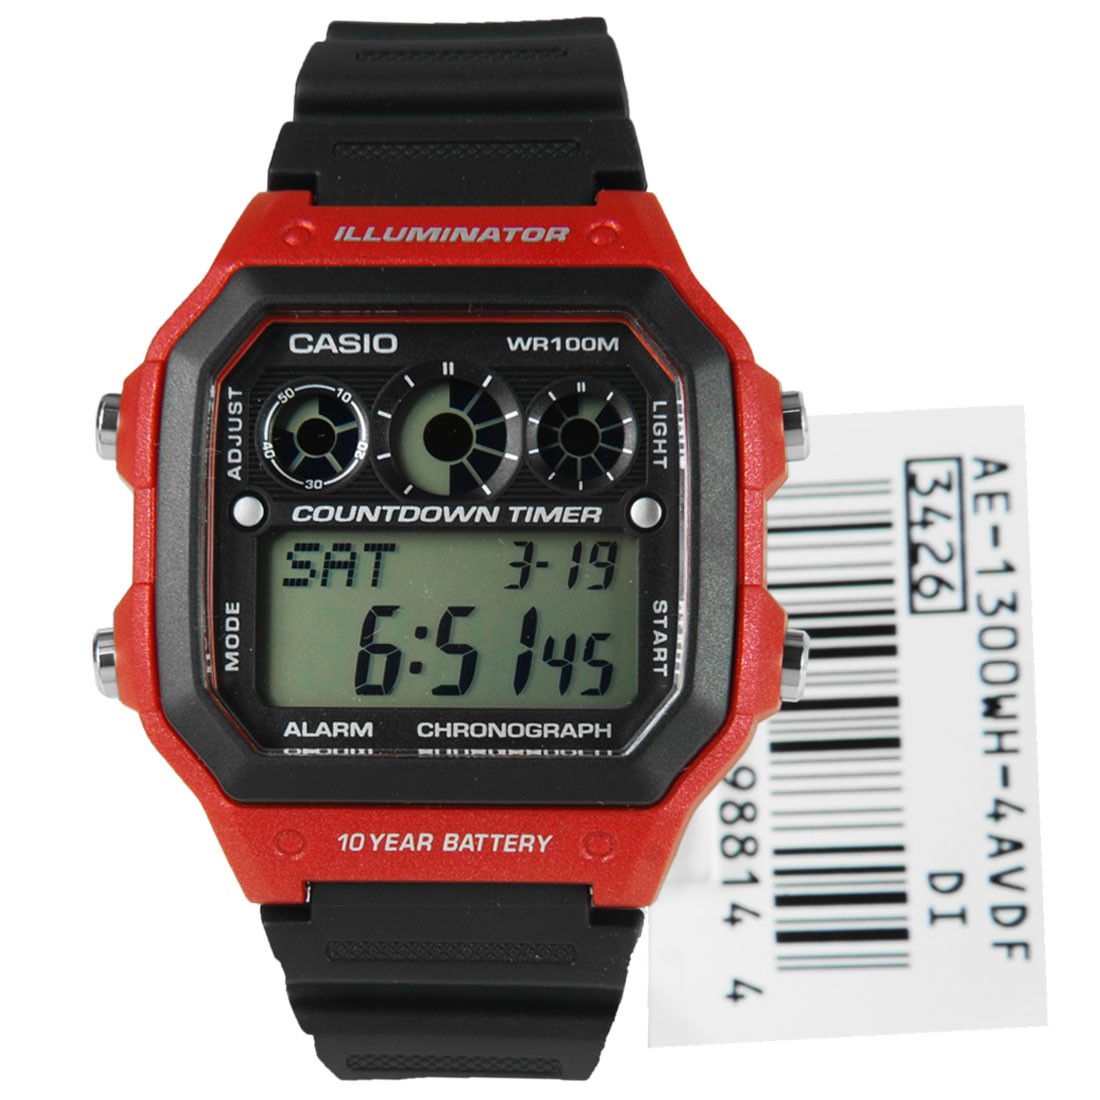 ILLUMINATOR
CASIO WR100M
50 10
40 20
30
ADJUST
LIGHT
COUNTDOWN TIMER
SAT 3-19
6:51 45
MODE
START
ALARM CHRONOGRAPH
10 YEAR BATTERY
AE-1300WH-4AVDF
3426 DI
98814 4